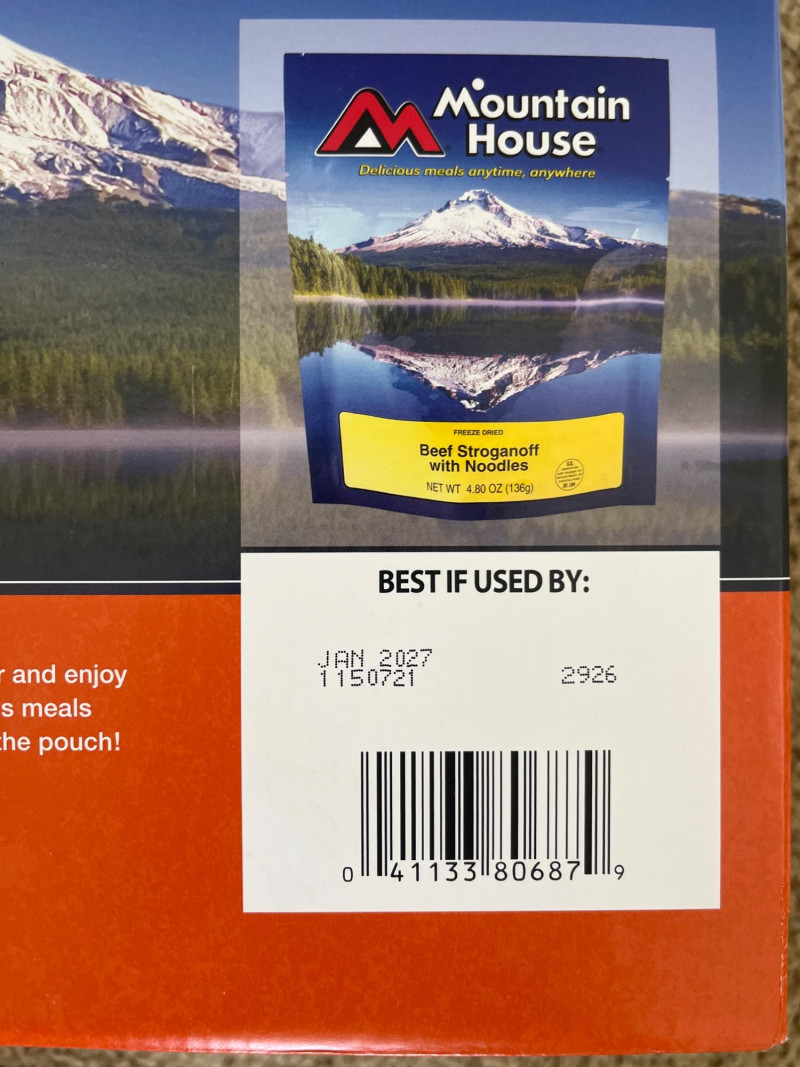 Mountain
House
Delicious meals anytime, anywhere
FREEZE DRIED
Beef Stroganoff
with Noodles
NET WT 4.80 OZ (136g)
BEST IF USED BY:
JAN 2027
1150721 2926
r and enjoy
s meals
the pouch!
0 41133 80687 9